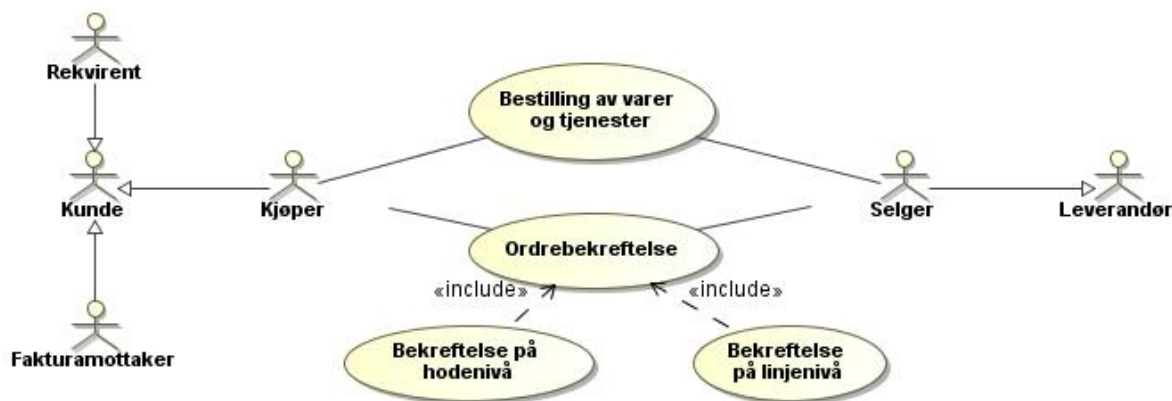 Rekvirent
Bestilling av varer
og tjenester
Kunde
Kjøper
Selger
Leverandør
Ordrebekreftelse
«include»
«include»
Fakturamottaker
Bekreftelse på
hodenivå
Bekreftelse
på linjenivå